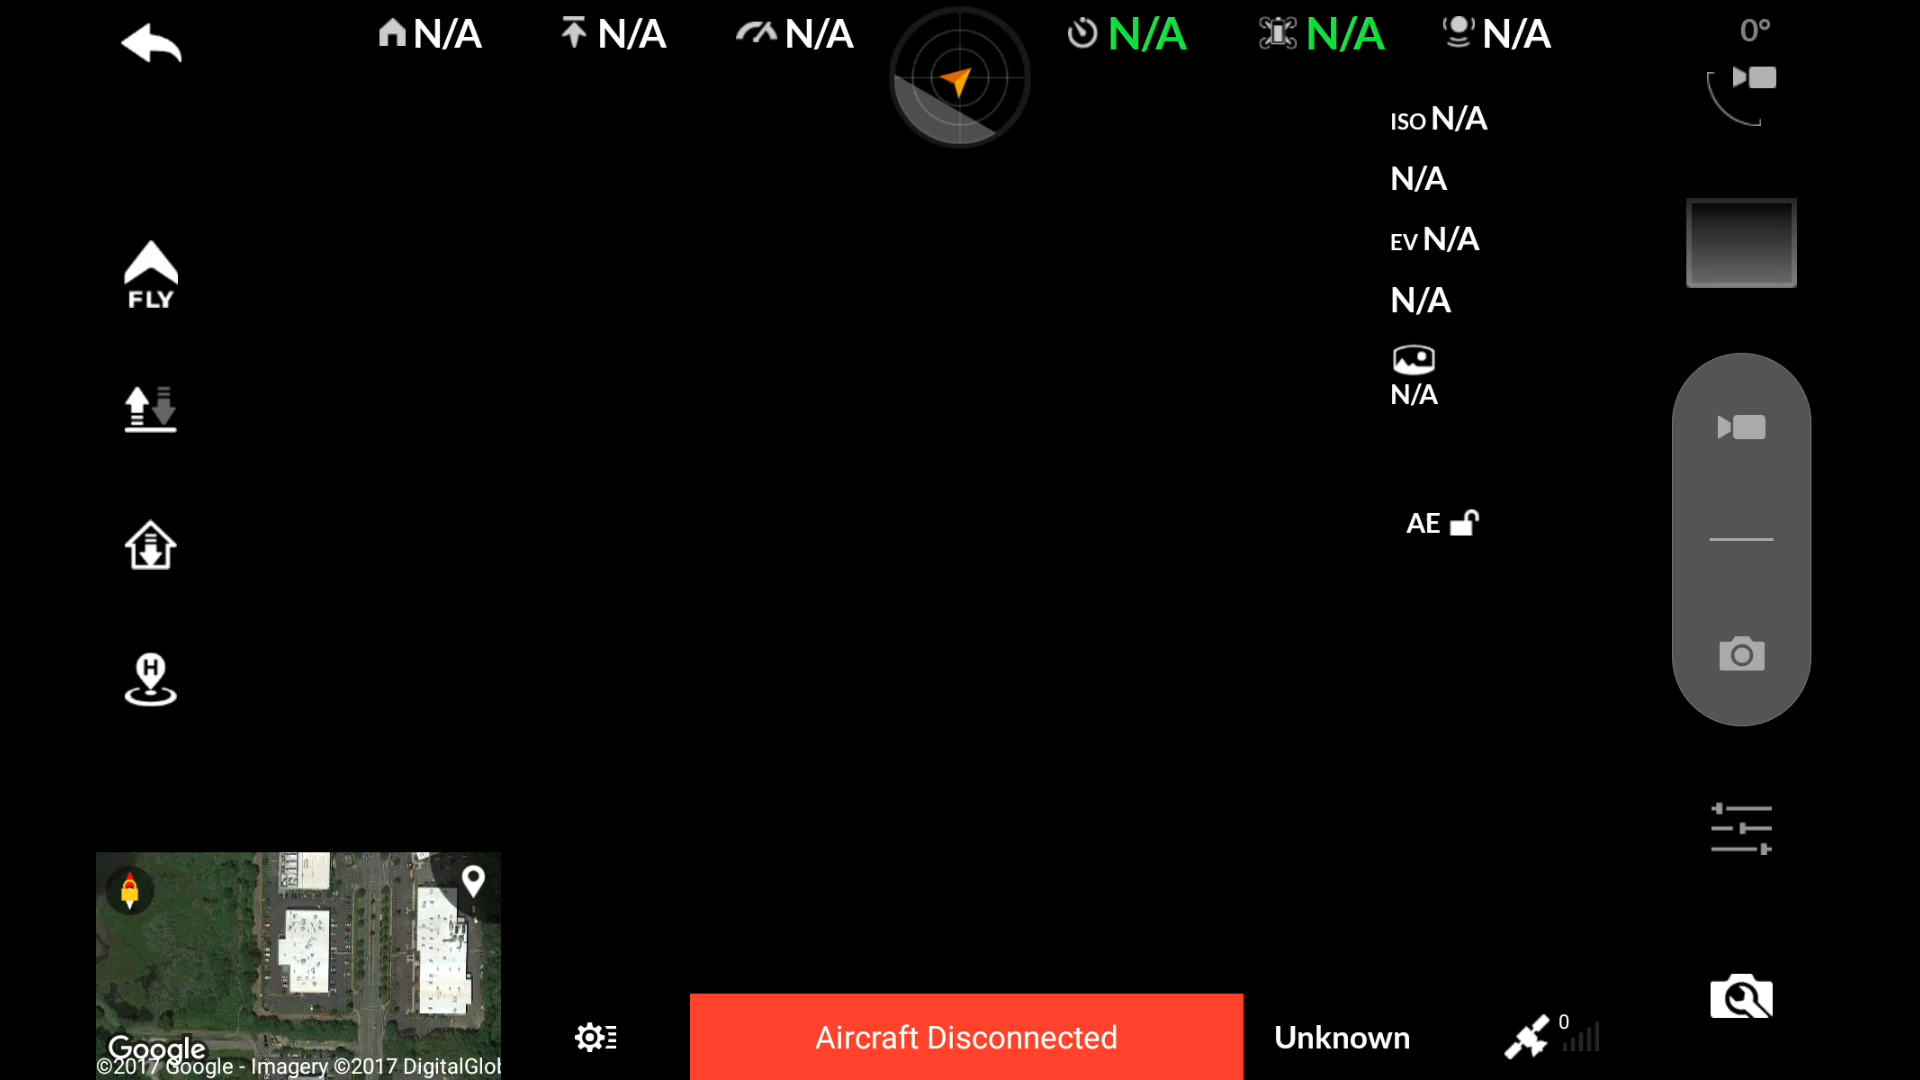 N/A N/A N/A N/A N/A N/A 0°
ISO N/A
N/A
EV N/A
N/A
N/A
FLY
AE
H
Google
©2017 Google - Imagery ©2017 DigitalGlob
Aircraft Disconnected
Unknown
0